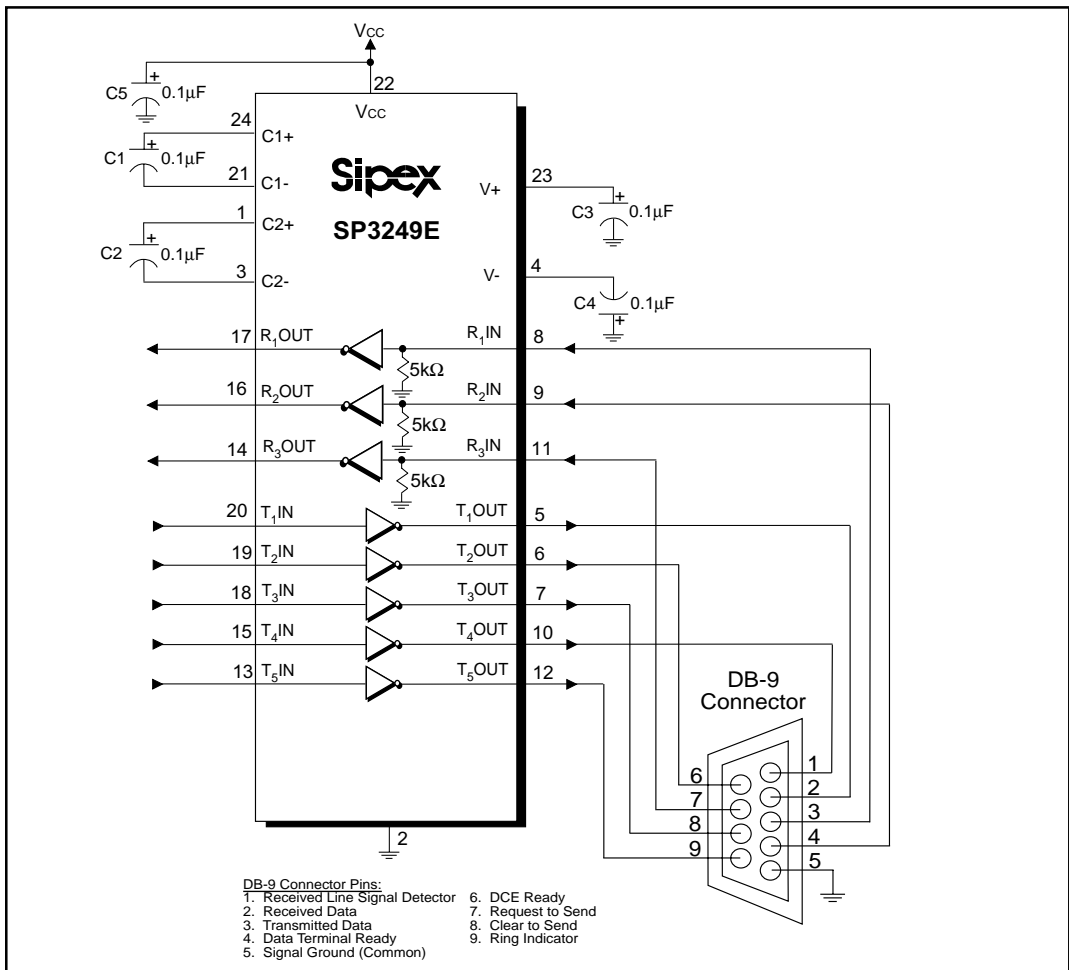 VCC
22
VCC
C5
+
0.1μF
24
C1+
C1
+
0.1μF
21
C1-
1
C2+
C2
+
0.1μF
3
C2-
Sipex
SP3249E
V+
23
C3
+
0.1μF
V-
4
C4
0.1μF
+
17 R1OUT R1IN 8
5kΩ
16 R2OUT R2IN 9
5kΩ
14 R3OUT R3IN 11
5kΩ
20 T1IN T1OUT 5
19 T2IN T2OUT 6
18 T3IN T3OUT 7
15 T4IN T4OUT 10
13 T5IN T5OUT 12
2
DB-9
Connector
6
7
8
9
1
2
3
4
5
DB-9 Connector Pins:
1. Received Line Signal Detector
2. Received Data
3. Transmitted Data
4. Data Terminal Ready
5. Signal Ground (Common)
6. DCE Ready
7. Request to Send
8. Clear to Send
9. Ring Indicator